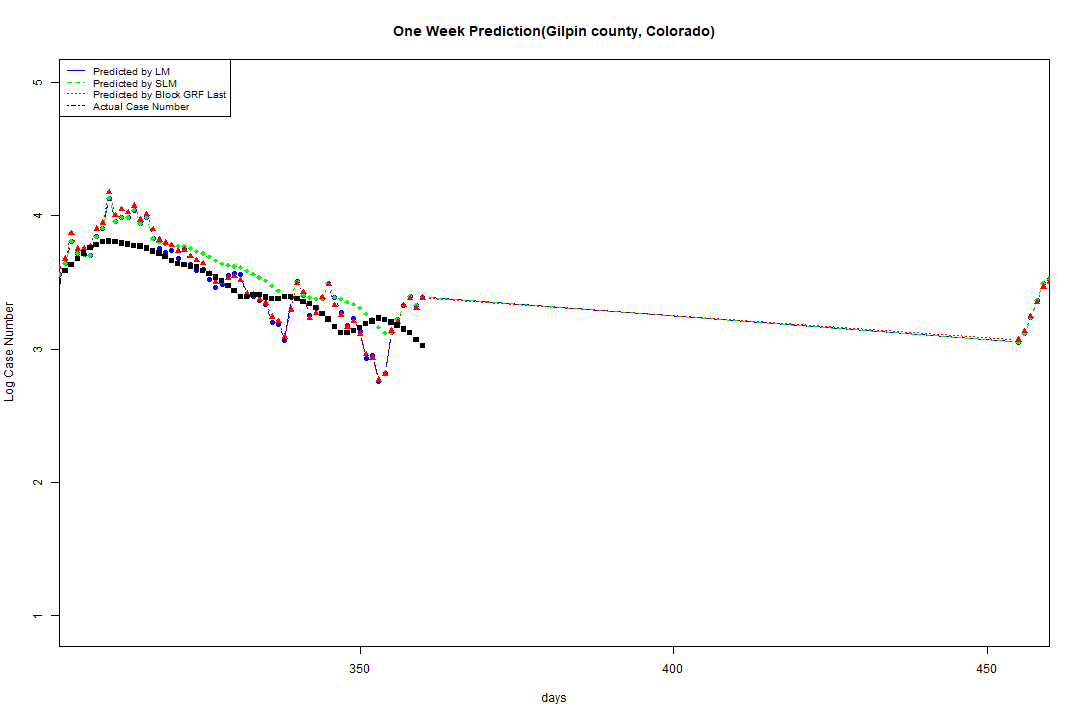 One Week Prediction(Gilpin county, Colorado)
Predicted by LM
Predicted by SLM
Predicted by Block GRF Last
Actual Case Number
5
4
3
2
1
Log Case Number
350
400
450
days